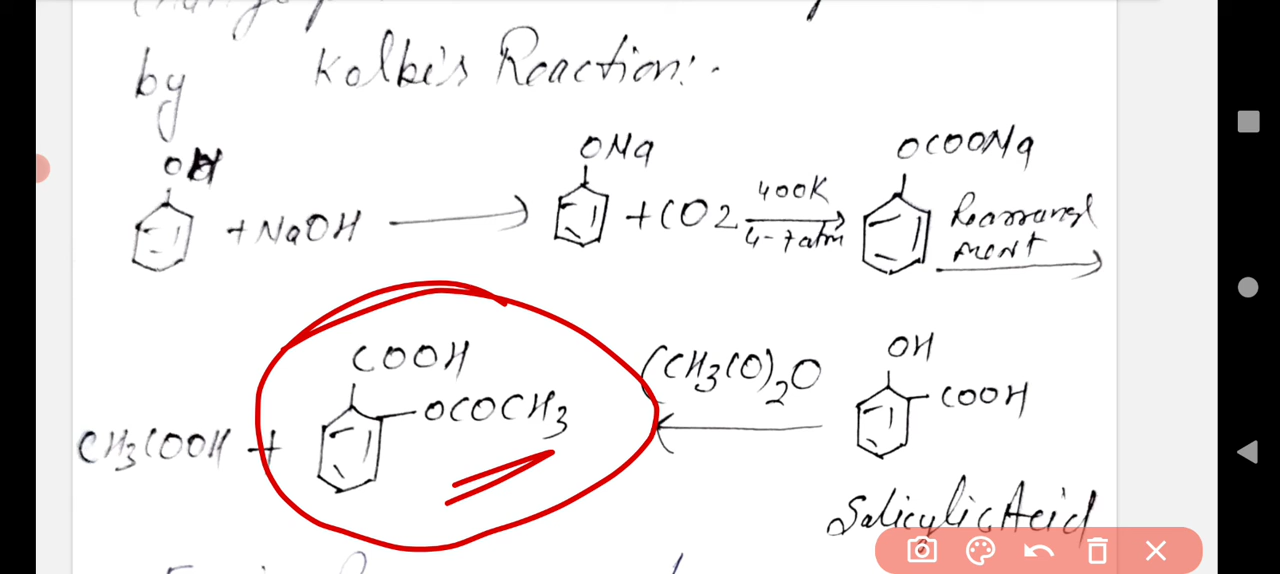 by Kolbe's Reaction:-
OH ONa OCOONa
+ NaOH + CO2 400K 4-7atm Rearrangement
COOH (CH3CO)2O OH
OCOCH3 COOH
CH3COOH +
Salicylic Acid